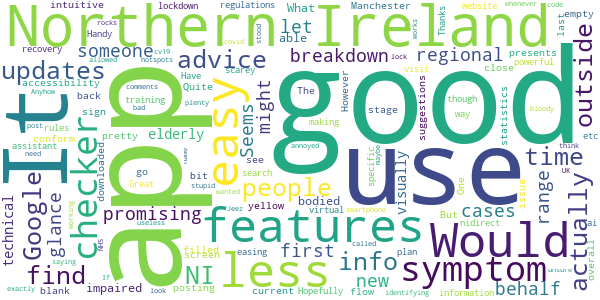 Northern Ireland
app
good
It
use
easy
features
less
Would
symptom
checker
people
find
info
NI
updates
advice
someone
regional
breakdown
let
might
time
outside
actually
cases
behalf
range
Google
glance
promising
elderly
first
new
technical
impaired
visually
Seems
bodied
intuitive
lockdown
regulations
Manchester
Handy
rocks
recovery
cv19
hotspots
website
Thanks
whenever
code
works
What
able
covid
stood
empty
last
presents
powerful
lock
allowed
accessibility
Have
Quite
scarey
The
comments
plenty
bad
training
back
sign
close
visit
Anyhow
post
rules
conform
need
assistant
downloaded
pretty
However
stage
suggestions
though
way
making
statistics
etc
bloody
annoyed
maybe
think
UK
go
bit
see
search
stupid
Great
wanted
specific
One
issue
ai
yellow
Jeez
virtual
smartphone
But
nidirect
overall
unsure
filled
screen
easing
called
plan
information
identifying
blank
If
NHS
working
saying
exactly
useless
look
posting
current
Hopefully
flow